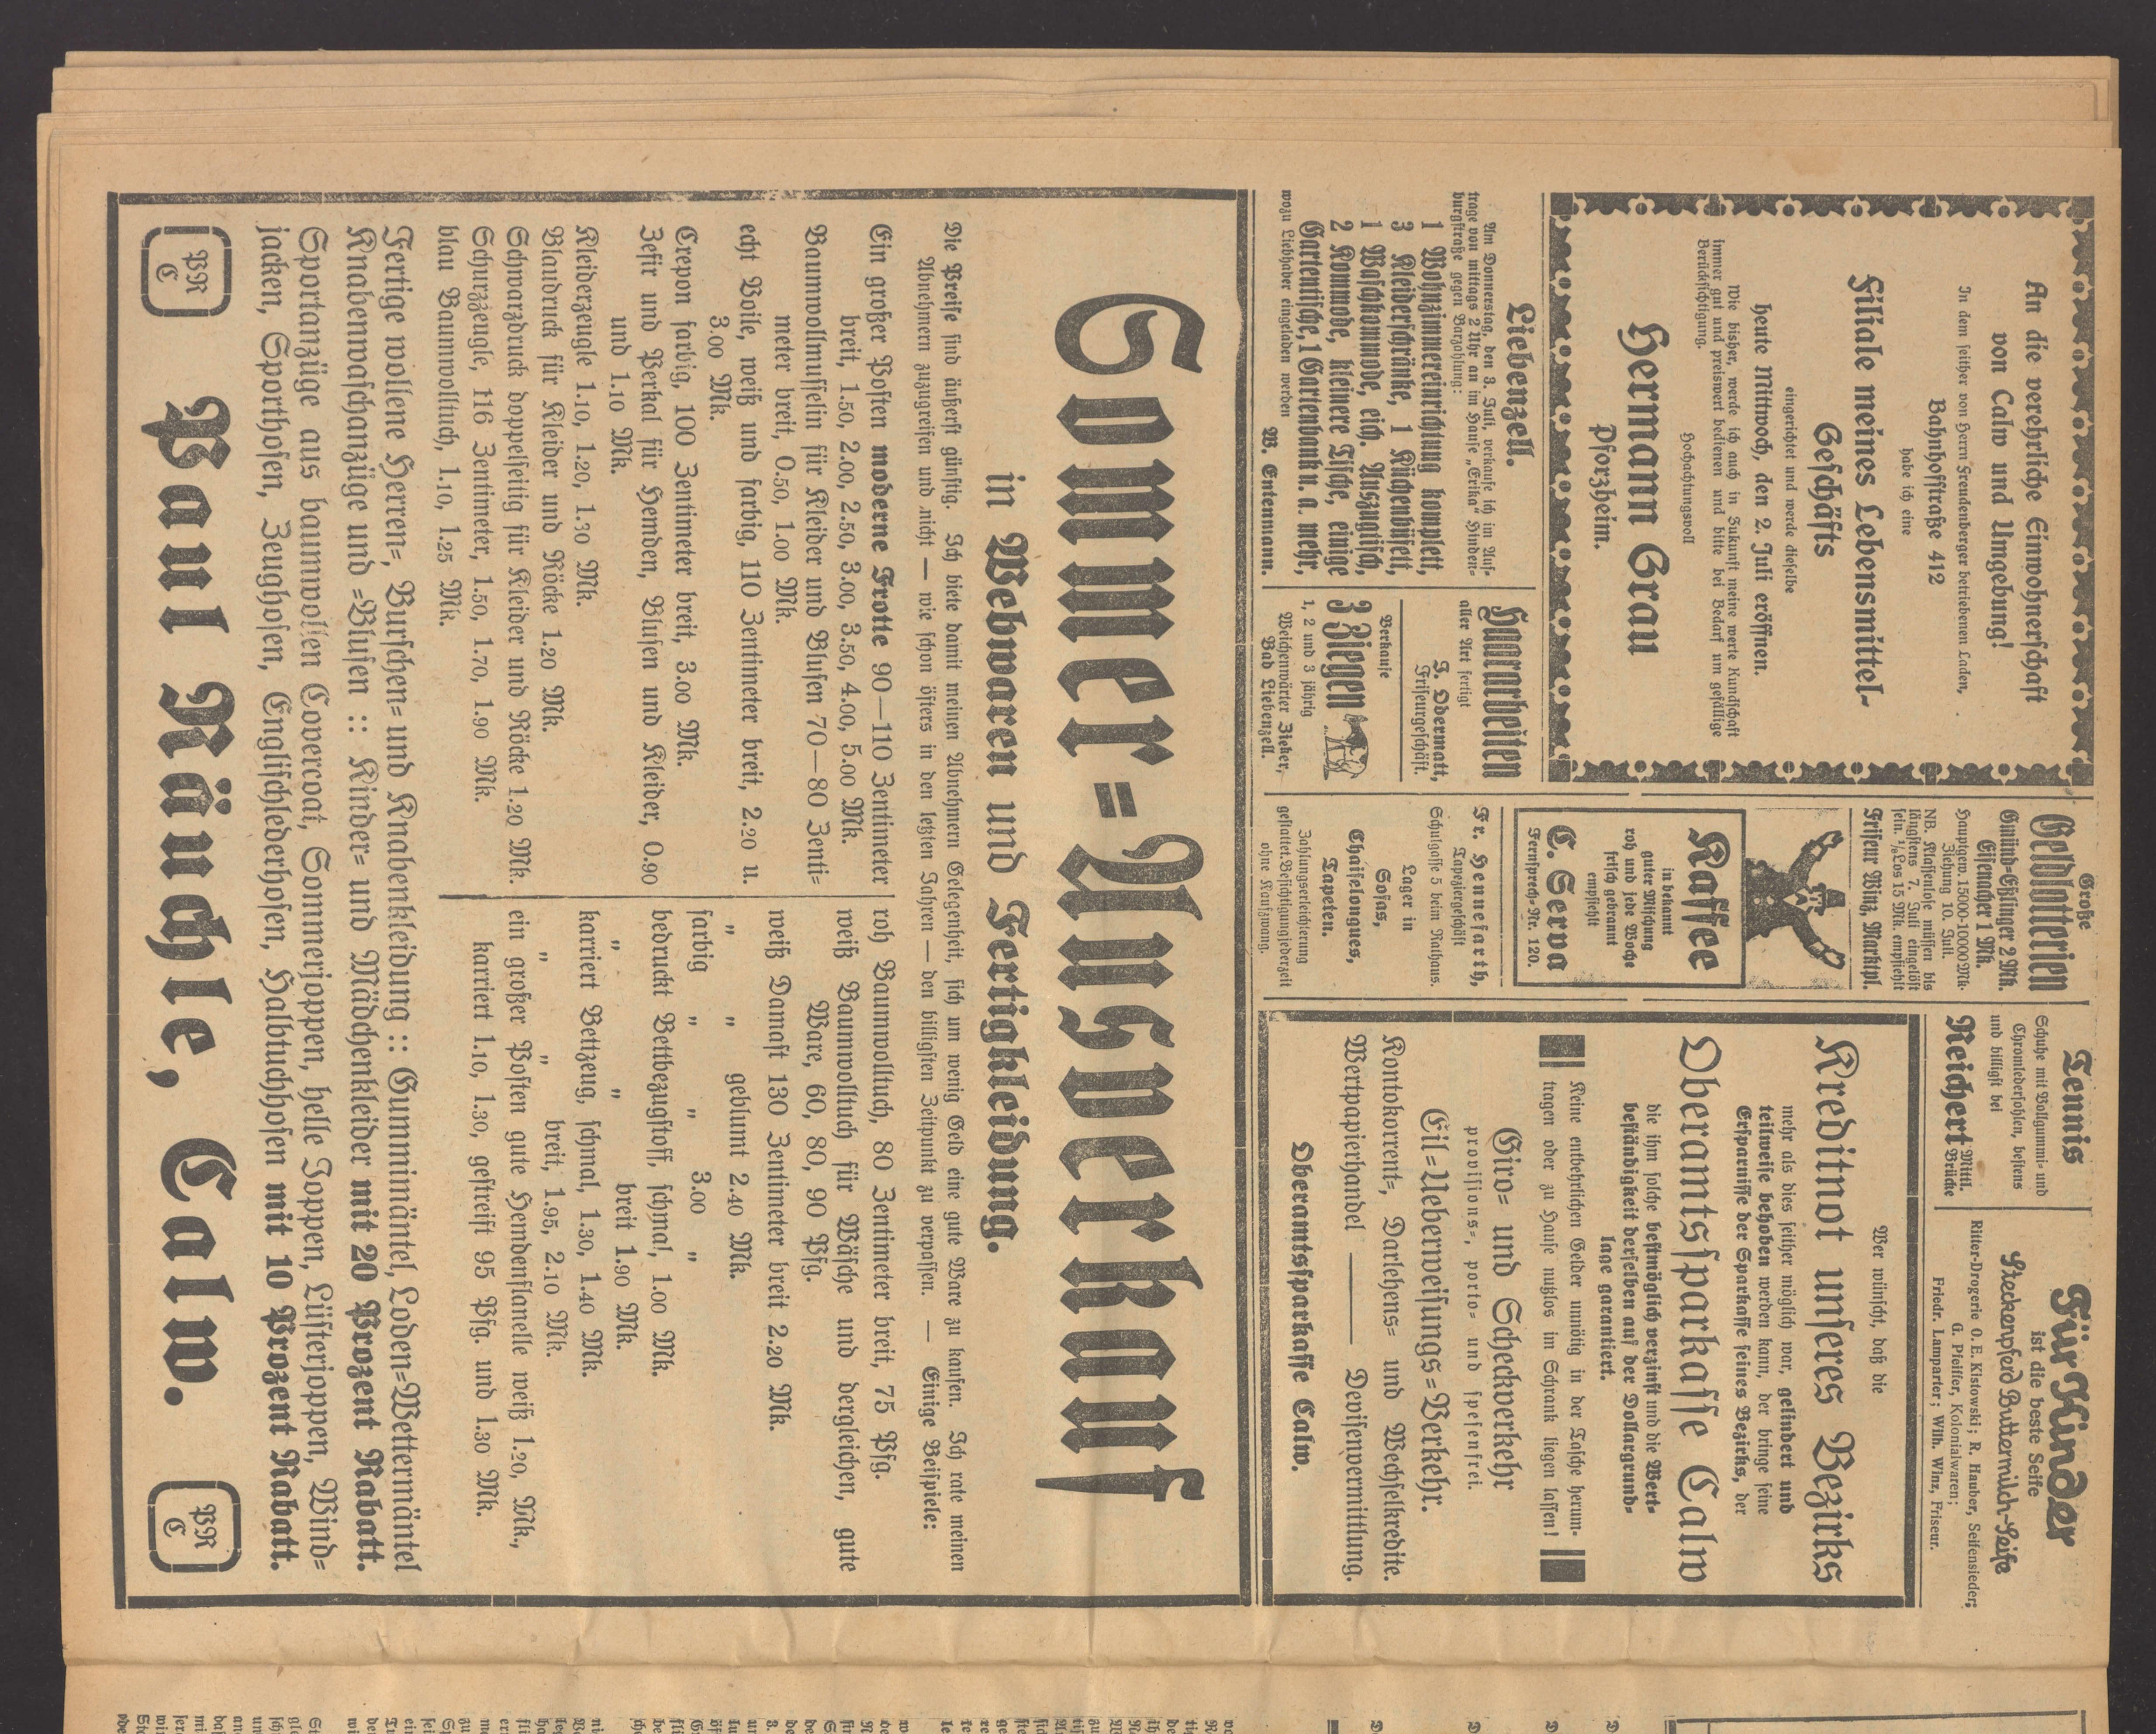 An die verehrliche Einwohnerschaft
von Calw und Umgebung!
In dem seither von Herrn Freudenberger betriebenen Laden,
Bahnhofstraße 412
habe ich eine
Filiale meines Lebensmittel-
Geschäfts
eingerichtet und werde dieselbe
heute Mittwoch, den 2. Juli eröffnen.
Wie bisher, werde ich auch in Zukunft meine werte Kundschaft
immer gut und preiswert bedienen und bitte bei Bedarf um gefällige
Berücksichtigung.
Hochachtungsvoll
Hermann Grau
Pforzheim.
Liebenzell.
Am Donnerstag, den 3. Juli, verkaufe ich im Auf-
trage von mittags 2 Uhr an im Hause „Erika“ Hinden-
burgstraße gegen Barzahlung:
1 Wohnzimmereinrichtung komplett,
3 Kleiderschränke, 1 Küchenbüfett,
1 Waschkommode, eich. Auszugtisch,
2 Kommode, kleinere Tische, einige
Gartentische, 1 Gartenbank u. a. mehr,
wozu Liebhaber eingeladen werden
W. Entenmann.
Haararbeiten
aller Art fertigt
J. Obermatt,
Friseurgeschäft.
Verkaufe
3 Ziegen
1, 2 und 3 jährig
Weichenwärter Zieker,
Bad Liebenzell.
Große
Geldlotterien
Gmünd-Eßlinger 2 Mk.
Eisenacher 1 Mk.
Hauptgew. 15000-10000 Mk.
Ziehung 10. Juli.
NB. Klassenlose müssen bis
längstens 7. Juli eingelöst
sein. ⅛ Los 15 Mk. empfiehlt
Friseur Winz, Marktpl.
Kaffee
in bekannt
guter Mischung
roh und jede Woche
frisch gebrannt
empfiehlt
C. Serva
Fernsprech-Nr. 120.
Fr. Hennefarth,
Tapeziergeschäft
Schulgasse 5 beim Rathaus.
Lager in
Sofas,
Chaiselongues,
Tapeten.
Zahlungserleichterung
gestattet. Besichtigung jederzeit
ohne Kaufzwang.
Tennis
Schuhe mit Vollgummi- und
Chromledersohlen, bestens
und billigst bei
Reichert Mittl. Brücke
Für Kinder
ist die beste Seife
Steckenpferd Buttermilch-Seife
Ritter-Drogerie O. E. Kistowski; R. Hauber, Seifensieder;
G. Pfeiffer, Kolonialwaren;
Friedr. Lamparter; Wilh. Winz, Friseur.
Wer wünscht, daß die
Kreditnot unseres Bezirks
mehr als dies seither möglich war, gelindert und
teilweise behoben werden kann, der bringe seine
Ersparnisse der Sparkasse seines Bezirks, der
Oberamtssparkasse Calw
die ihm solche bestmöglich verzinst und die Wert-
beständigkeit derselben auf der Dollargrund-
lage garantiert.
Keine entbehrlichen Gelder unnötig in der Tasche herum-
tragen oder zu Hause nutzlos im Schrank liegen lassen!
Giro- und Scheckverkehr
provisions-, porto- und spesenfrei.
Eil-Ueberweisungs-Verkehr.
Kontokorrent-, Darlehens- und Wechselkredite.
Wertpapierhandel — Devisenvermittlung.
Oberamtssparkasse Calw.
Sommer-Ausverkauf
in Webwaren und Fertigkleidung.
Die Preise sind äußerst günstig. Ich biete damit meinen Abnehmern Gelegenheit, sich um wenig Geld eine gute Ware zu kaufen. Ich rate meinen
Abnehmern zuzugreifen und nicht — wie schon öfters in den letzten Jahren — den billigsten Zeitpunkt zu verpassen. — Einige Beispiele:
Ein großer Posten moderne Frotte 90—110 Zentimeter
breit, 1.50, 2.00, 2.50, 3.00, 3.50, 4.00, 5.00 Mk.
Baumwollmusselin für Kleider und Blusen 70—80 Zenti-
meter breit, 0.50, 1.00 Mk.
echt Voile, weiß und farbig, 110 Zentimeter breit, 2.20 u.
3.00 Mk.
Crepon farbig, 100 Zentimeter breit, 3.00 Mk.
Zefir und Perkal für Hemden, Blusen und Kleider, 0.90
und 1.10 Mk.
Kleiderzeugle 1.10, 1.20, 1.30 Mk.
Blaudruck für Kleider und Röcke 1.20 Mk.
Schwarzdruck doppelseitig für Kleider und Röcke 1.20 Mk.
Schurzzeugle, 116 Zentimeter, 1.50, 1.70, 1.90 Mk.
blau Baumwolltuch, 1.10, 1.25 Mk.
roh Baumwolltuch, 80 Zentimeter breit, 75 Pfg.
weiß Baumwolltuch für Wäsche und dergleichen, gute
Ware, 60, 80, 90 Pfg.
weiß Damast 130 Zentimeter breit 2.20 Mk.
„ „ geblumt 2.40 Mk.
farbig „ „ 3.00 „
bedruckt Bettbezugstoff, schmal, 1.00 Mk.
„ „ breit 1.90 Mk.
karriert Bettzeug, schmal, 1.30, 1.40 Mk.
„ „ breit, 1.95, 2.10 Mk.
ein großer Posten gute Hemdenflanelle weiß 1.20, Mk.,
karriert 1.10, 1.30, gestreift 95 Pfg. und 1.30 Mk.
Fertige wollene Herren-, Burschen- und Knabenkleidung :: Gummimäntel, Loden-Wettermäntel
Knabenwaschanzüge und -Blusen :: Kinder- und Mädchenkleider mit 20 Prozent Rabatt.
Sportanzüge aus baumwollen Covercoat, Sommerjoppen, helle Joppen, Lüsterjoppen, Wind-
jacken, Sporthosen, Zeughosen, Englischlederhosen, Halbtuchhosen mit 10 Prozent Rabatt.
PR
C
Paul Räuchle, Calw.
PR
C